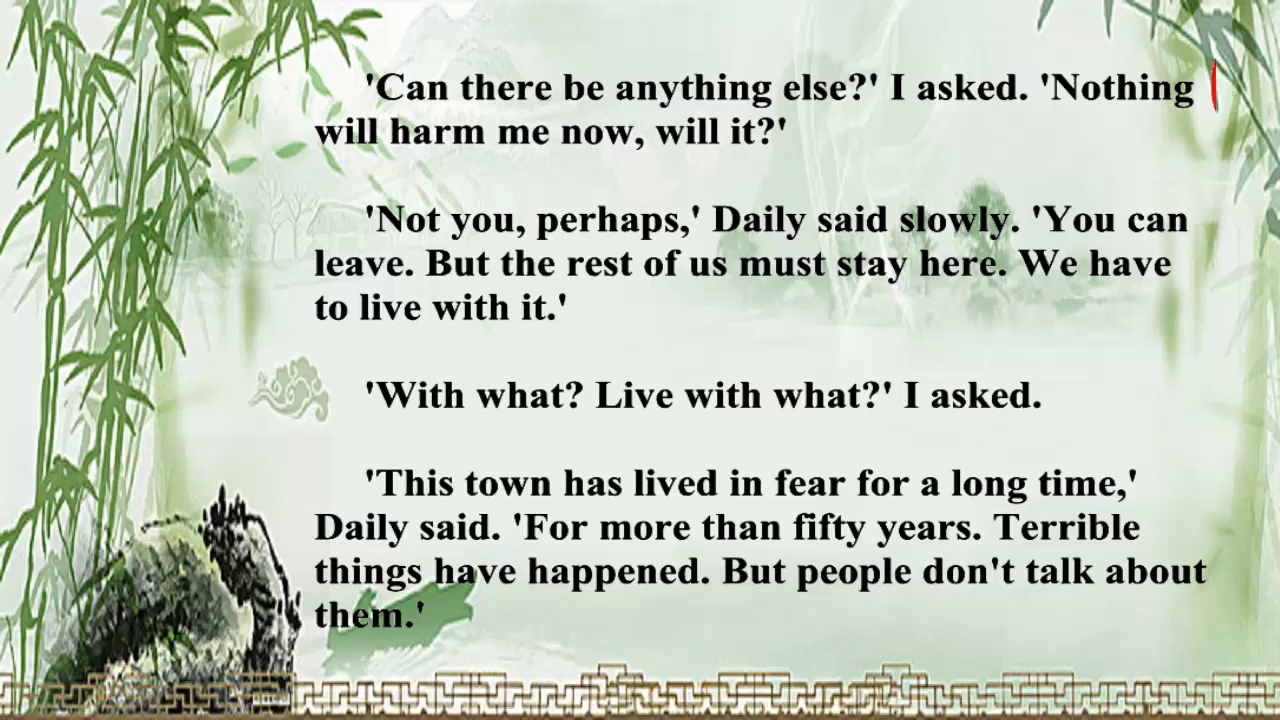 'Can there be anything else?' I asked. 'Nothing
will harm me now, will it?'
'Not you, perhaps,' Daily said slowly. 'You can
leave. But the rest of us must stay here. We have
to live with it.'
'With what? Live with what?' I asked.
'This town has lived in fear for a long time,'
Daily said. 'For more than fifty years. Terrible
things have happened. But people don't talk about
them.'